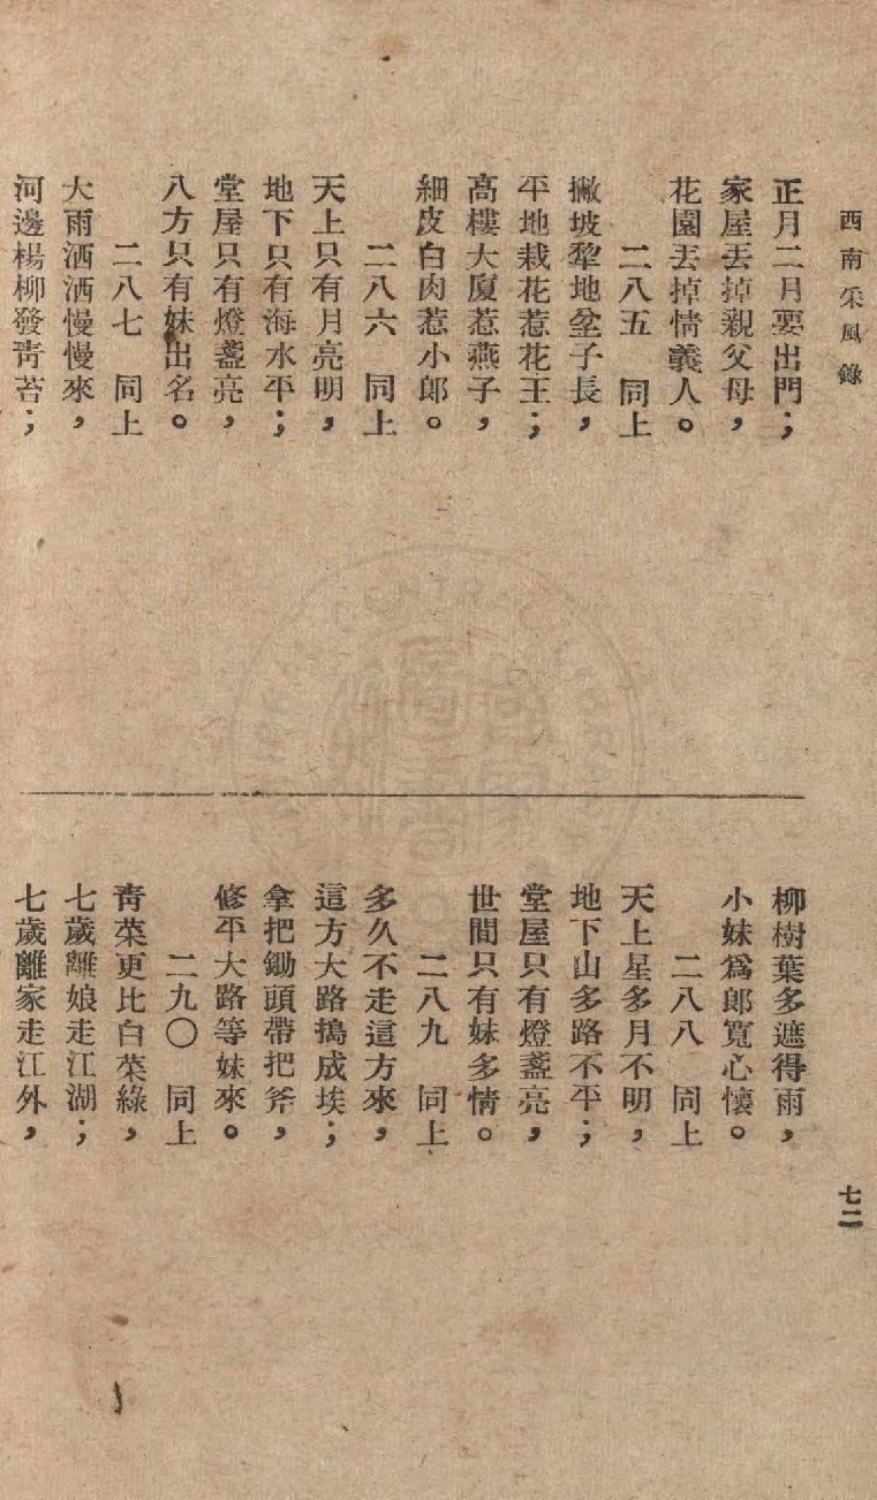 西南采風錄
正月二月要出門；
家屋丟掉親父母，
花園丟掉情義人。
二八五 同上
撇坡犂地坌子長，
平地栽花惹花王；
高樓大廈惹燕子，
細皮白肉惹小郎。
二八六 同上
天上只有月亮明，
地下只有海水平；
堂屋只有燈盞亮，
八方只有妹出名。
二八七 同上
大雨洒洒慢慢來，
河邊楊柳發靑苔；
柳樹葉多遮得雨，
小妹爲郎寬心懷。
二八八 同上
天上星多月不明，
地下山多路不平；
堂屋只有燈盞亮，
世間只有妹多情。
二八九 同上
多久不走這方來，
這方大路搗成埃；
拿把鋤頭帶把斧，
修平大路等妹來。
二九〇 同上
靑菜更比白菜綠，
七歲離娘走江湖；
七歲離家走江外，
七二